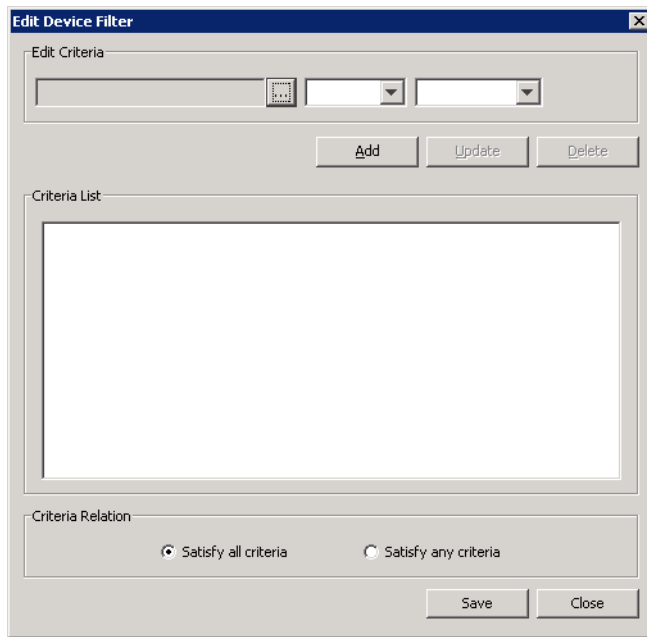 Edit Device Filter
Edit Criteria
...
Add Update Delete
Criteria List
Criteria Relation
Satisfy all criteria Satisfy any criteria
Save Close